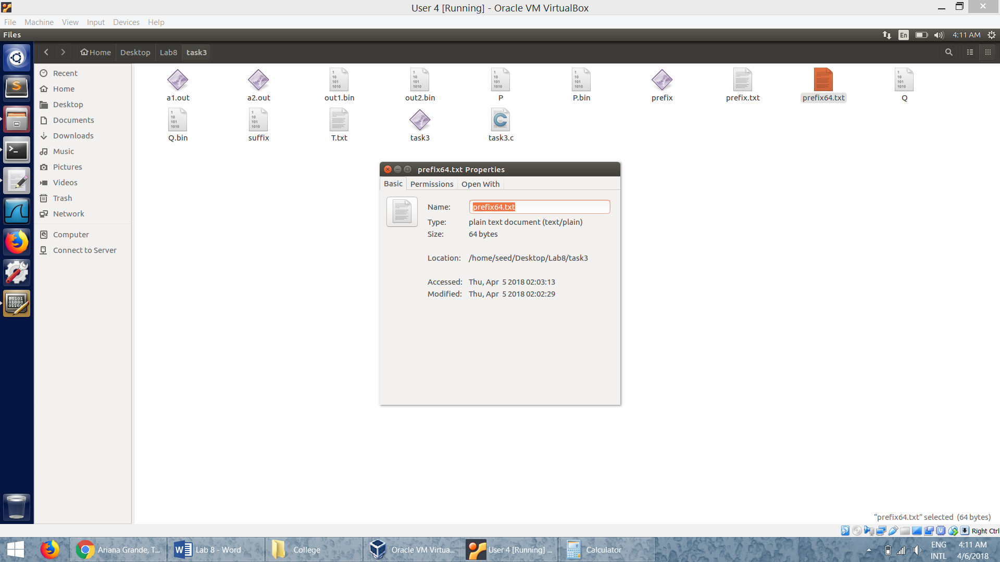 User 4 [Running] - Oracle VM VirtualBox
File Machine View Input Devices Help
Files En 4:11 AM
Home Desktop Lab8 task3
Recent
Home
Desktop
Documents
Downloads
Music
Pictures
Videos
Trash
Network
Computer
Connect to Server
a1.out a2.out out1.bin out2.bin P P.bin prefix prefix.txt prefix64.txt Q
Q.bin suffix T.txt task3 task3.c
prefix64.txt Properties
Basic Permissions Open With
Name: prefix64.txt
Type: plain text document (text/plain)
Size: 64 bytes
Location: /home/seed/Desktop/Lab8/task3
Accessed: Thu, Apr 5 2018 02:03:13
Modified: Thu, Apr 5 2018 02:02:29
“prefix64.txt” selected (64 bytes)
Right Ctrl
Ariana Grande, T... Lab 8 - Word College Oracle VM Virtua... User 4 [Running] ... Calculator
ENG 4:11 AM
INTL 4/6/2018